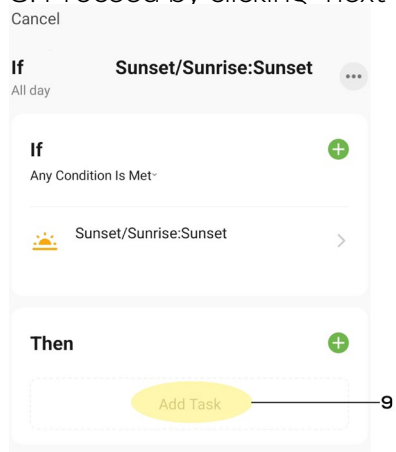 Cancel
If Sunset/Sunrise:Sunset
All day
If
Any Condition Is Met
Sunset/Sunrise:Sunset
Then
Add Task
9